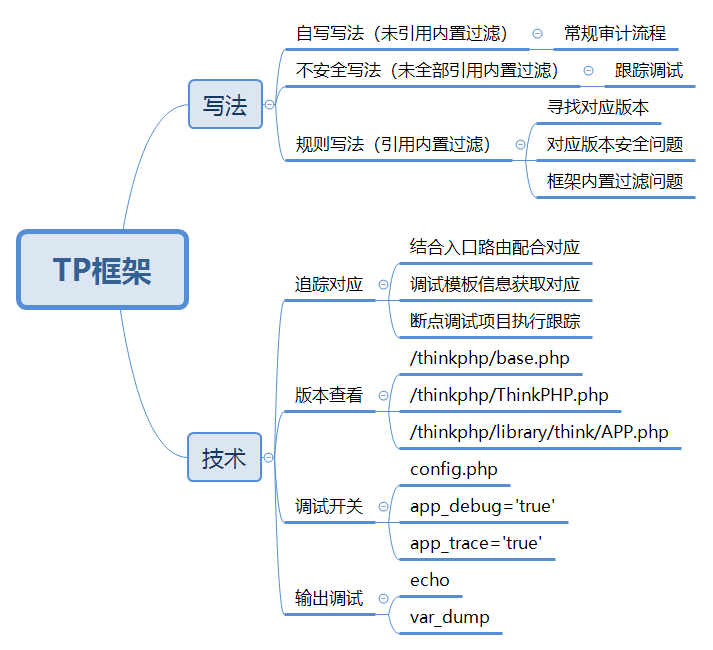 TP框架
写法
自写写法（未引用内置过滤）
常规审计流程
不安全写法（未全部引用内置过滤）
跟踪调试
规则写法（引用内置过滤）
寻找对应版本
对应版本安全问题
框架内置过滤问题
技术
追踪对应
结合入口路由配合对应
调试模板信息获取对应
断点调试项目执行跟踪
版本查看
/thinkphp/base.php
/thinkphp/ThinkPHP.php
/thinkphp/library/think/APP.php
调试开关
config.php
app_debug='true'
app_trace='true'
输出调试
echo
var_dump